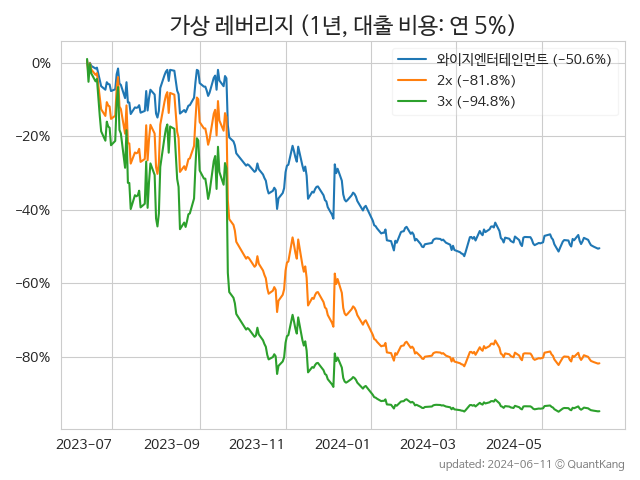 가상 레버리지 (1년, 대출 비용: 연 5%)
와이지엔터테인먼트 (−50.6%)
2x (−81.8%)
3x (−94.8%)
0%
−20%
−40%
−60%
−80%
2023-07 2023-09 2023-11 2024-01 2024-03 2024-05
updated: 2024-06-11 © QuantKang